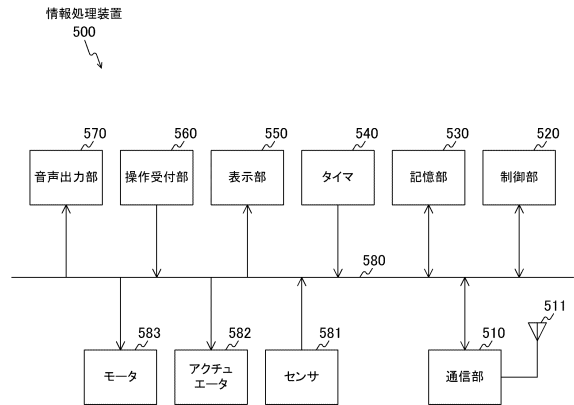 情報処理装置
500
570
560
550
540
530
520
音声出力部
操作受付部
表示部
タイマ
記憶部
制御部
580
583
582
581
510
511
モータ
アクチュ
エータ
センサ
通信部